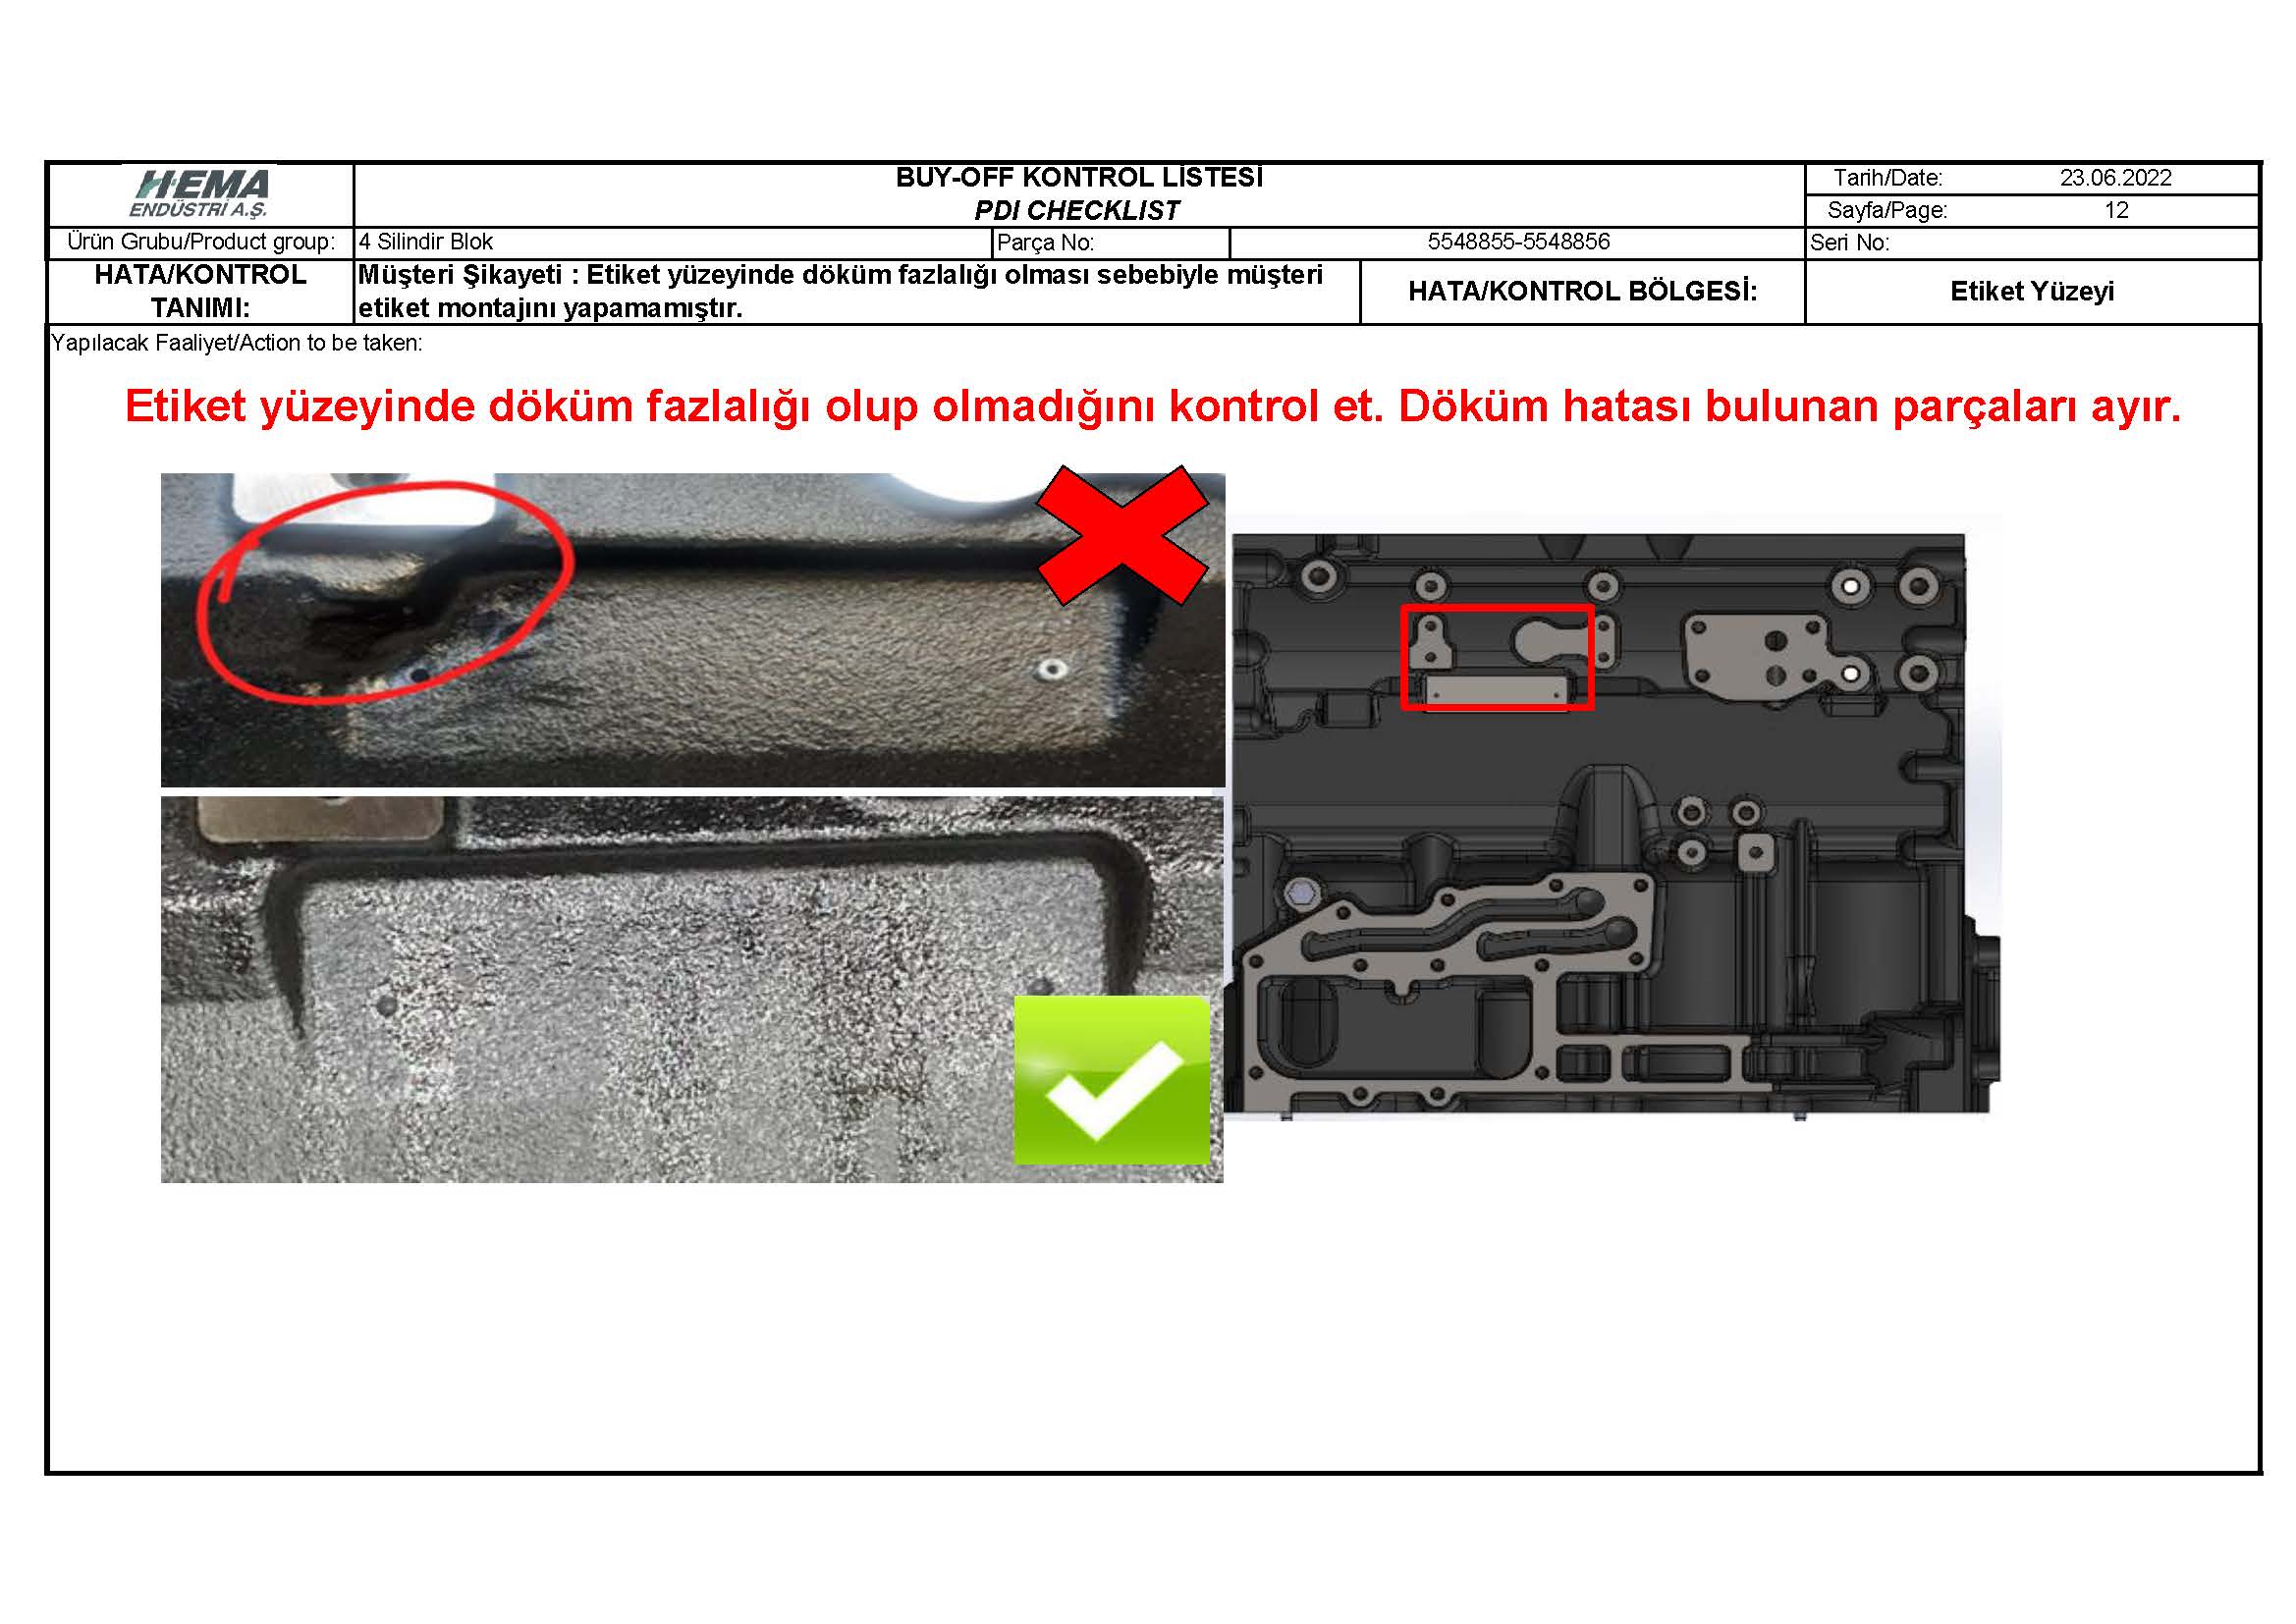 HEMA
ENDÜSTRİ A.Ş.
BUY-OFF KONTROL LİSTESİ
PDI CHECKLIST
Tarih/Date: 23.06.2022
Sayfa/Page: 12
Ürün Grubu/Product group: 4 Silindir Blok Parça No: 5548855-5548856 Seri No:
HATA/KONTROL
TANIMI:
Müşteri Şikayeti : Etiket yüzeyinde döküm fazlalığı olması sebebiyle müşteri
etiket montajını yapamamıştır.
HATA/KONTROL BÖLGESİ:
Etiket Yüzeyi
Yapılacak Faaliyet/Action to be taken:
Etiket yüzeyinde döküm fazlalığı olup olmadığını kontrol et. Döküm hatası bulunan parçaları ayır.